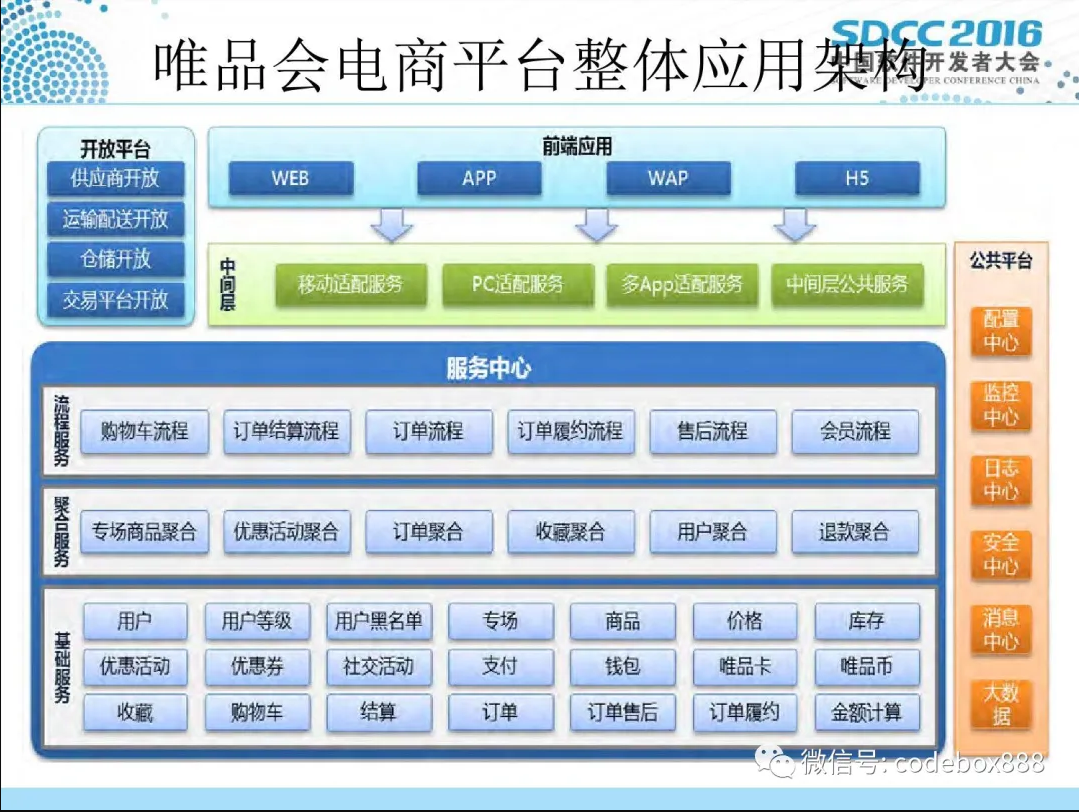 SDCC 2016
中国软件开发者大会
SOFTWARE DEVELOPER CONFERENCE CHINA
唯品会电商平台整体应用架构
开放平台
供应商开放
运输配送开放
仓储开放
交易平台开放
前端应用
WEB
APP
WAP
H5
中间层
移动适配服务
PC适配服务
多App适配服务
中间层公共服务
公共平台
配置
中心
监控
中心
日志
中心
安全
中心
消息
中心
大数
据
服务中心
流程服务
购物车流程
订单结算流程
订单流程
订单履约流程
售后流程
会员流程
聚合服务
专场商品聚合
优惠活动聚合
订单聚合
收藏聚合
用户聚合
退款聚合
基础服务
用户
用户等级
用户黑名单
专场
商品
价格
库存
优惠活动
优惠券
社交活动
支付
钱包
唯品卡
唯品币
收藏
购物车
结算
订单
订单售后
订单履约
金额计算
微信号: codebox888